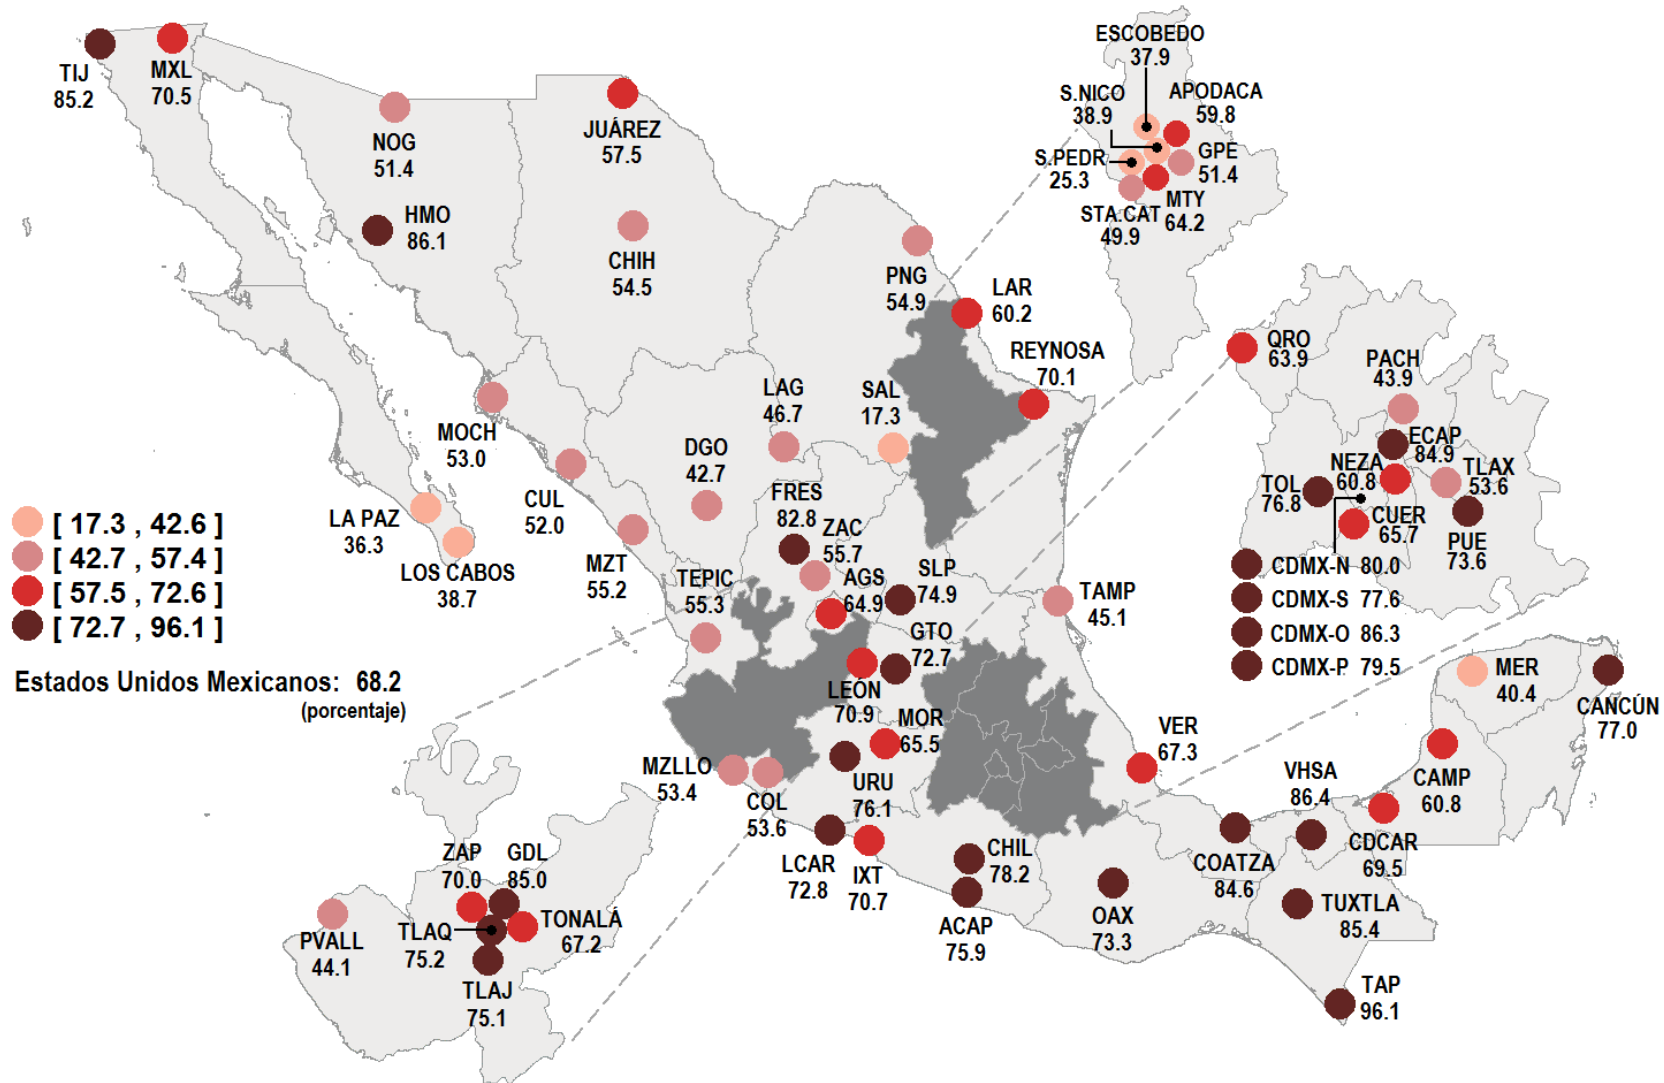 TIJ
85.2
MXL
70.5
NOG
51.4
HMO
86.1
JUÁREZ
57.5
CHIH
54.5
PNG
54.9
LAR
60.2
REYNOSA
70.1
ESCOBEDO
37.9
S.NICO
38.9
APODACA
59.8
S.PEDR
25.3
GPE
51.4
MTY
64.2
STA.CAT
49.9
QRO
63.9
PACH
43.9
ECAP
84.9
NEZA
60.8
TLAX
53.6
TOL
76.8
CUER
65.7
PUE
73.6
CDMX-N 80.0
CDMX-S 77.6
CDMX-O 86.3
CDMX-P 79.5
MOCH
53.0
CUL
52.0
MZT
55.2
LA PAZ
36.3
LOS CABOS
38.7
LAG
46.7
DGO
42.7
SAL
17.3
FRES
82.8
ZAC
55.7
TEPIC
55.3
AGS
64.9
SLP
74.9
GTO
72.7
LEÓN
70.9
TAMP
45.1
MOR
65.5
URU
76.1
MZLLO
53.4
COL
53.6
LCAR
72.8
IXT
70.7
CHIL
78.2
ACAP
75.9
OAX
73.3
VER
67.3
COATZA
84.6
VHSA
86.4
CDCAR
69.5
CAMP
60.8
MER
40.4
CANCÚN
77.0
TUXTLA
85.4
TAP
96.1
[ 17.3 , 42.6 ]
[ 42.7 , 57.4 ]
[ 57.5 , 72.6 ]
[ 72.7 , 96.1 ]
Estados Unidos Mexicanos: 68.2
(porcentaje)
ZAP
70.0
GDL
85.0
TLAQ
75.2
TONALÁ
67.2
PVALL
44.1
TLAJ
75.1